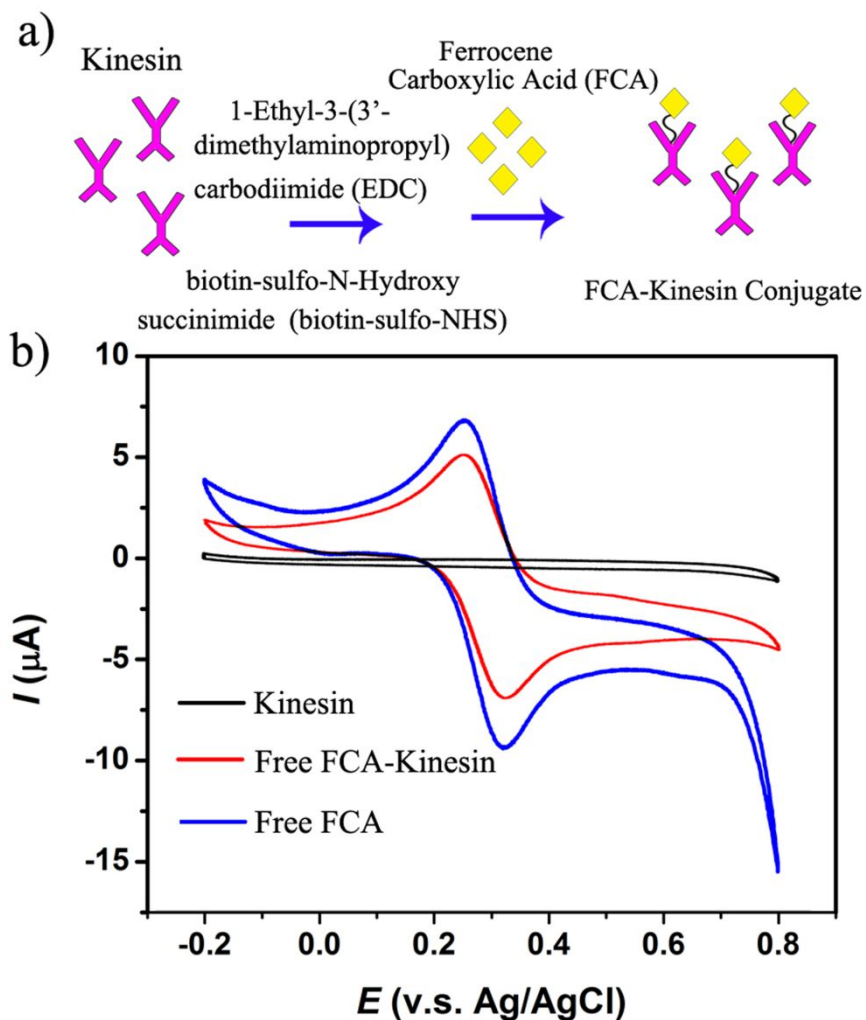 a)
Kinesin
1-Ethyl-3-(3'-
dimethylaminopropyl)
carbodiimide (EDC)
biotin-sulfo-N-Hydroxy
succinimide (biotin-sulfo-NHS)
Ferrocene
Carboxylic Acid (FCA)
FCA-Kinesin Conjugate
b)
10
5
0
-5
-10
-15
I (μA)
Kinesin
Free FCA-Kinesin
Free FCA
-0.2 0.0 0.2 0.4 0.6 0.8
E (v.s. Ag/AgCl)